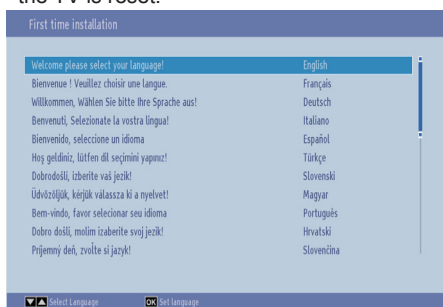 the TV is reset.
First time installation
Welcome please select your language! English
Bienvenue ! Veuillez choisir une langue. Français
Willkommen, Wählen Sie bitte Ihre Sprache aus! Deutsch
Benvenuti, Selezionate la vostra lingua! Italiano
Bienvenido, seleccione un idioma Español
Hoş geldiniz, lütfen dil seçimini yapınız! Türkçe
Dobrodošli, izberite vaš jezik! Slovenski
Üdvözöljük, kérjük válassza ki a nyelvet! Magyar
Bem-vindo, favor selecionar seu idioma Português
Dobro došli, molim izaberite svoj jezik! Hrvatski
Príjemný deň, zvoľte si jazyk! Slovenčina
Select Language OK Set language